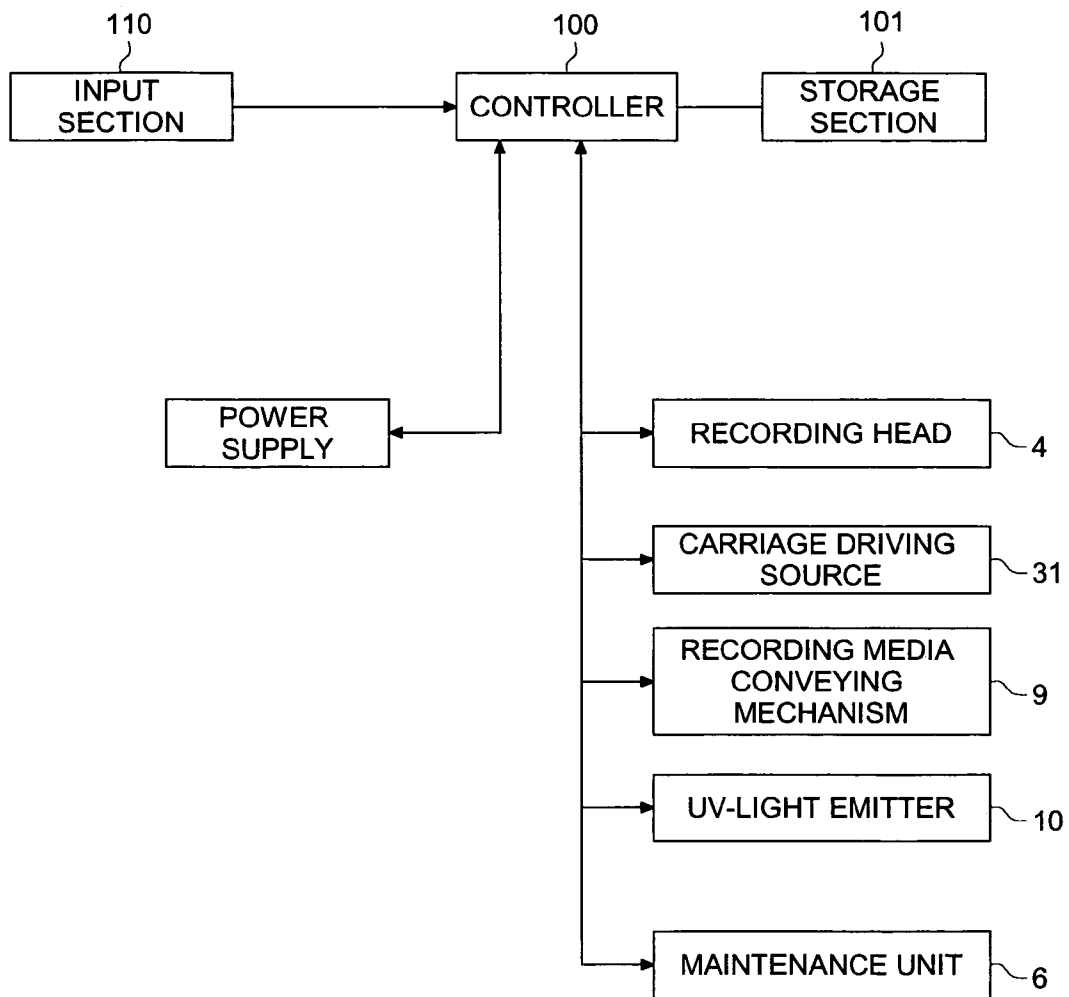 110
100
101
INPUT
SECTION
CONTROLLER
STORAGE
SECTION
POWER
SUPPLY
RECORDING HEAD
4
CARRIAGE DRIVING
SOURCE
31
RECORDING MEDIA
CONVEYING
MECHANISM
9
UV-LIGHT EMITTER
10
MAINTENANCE UNIT
6